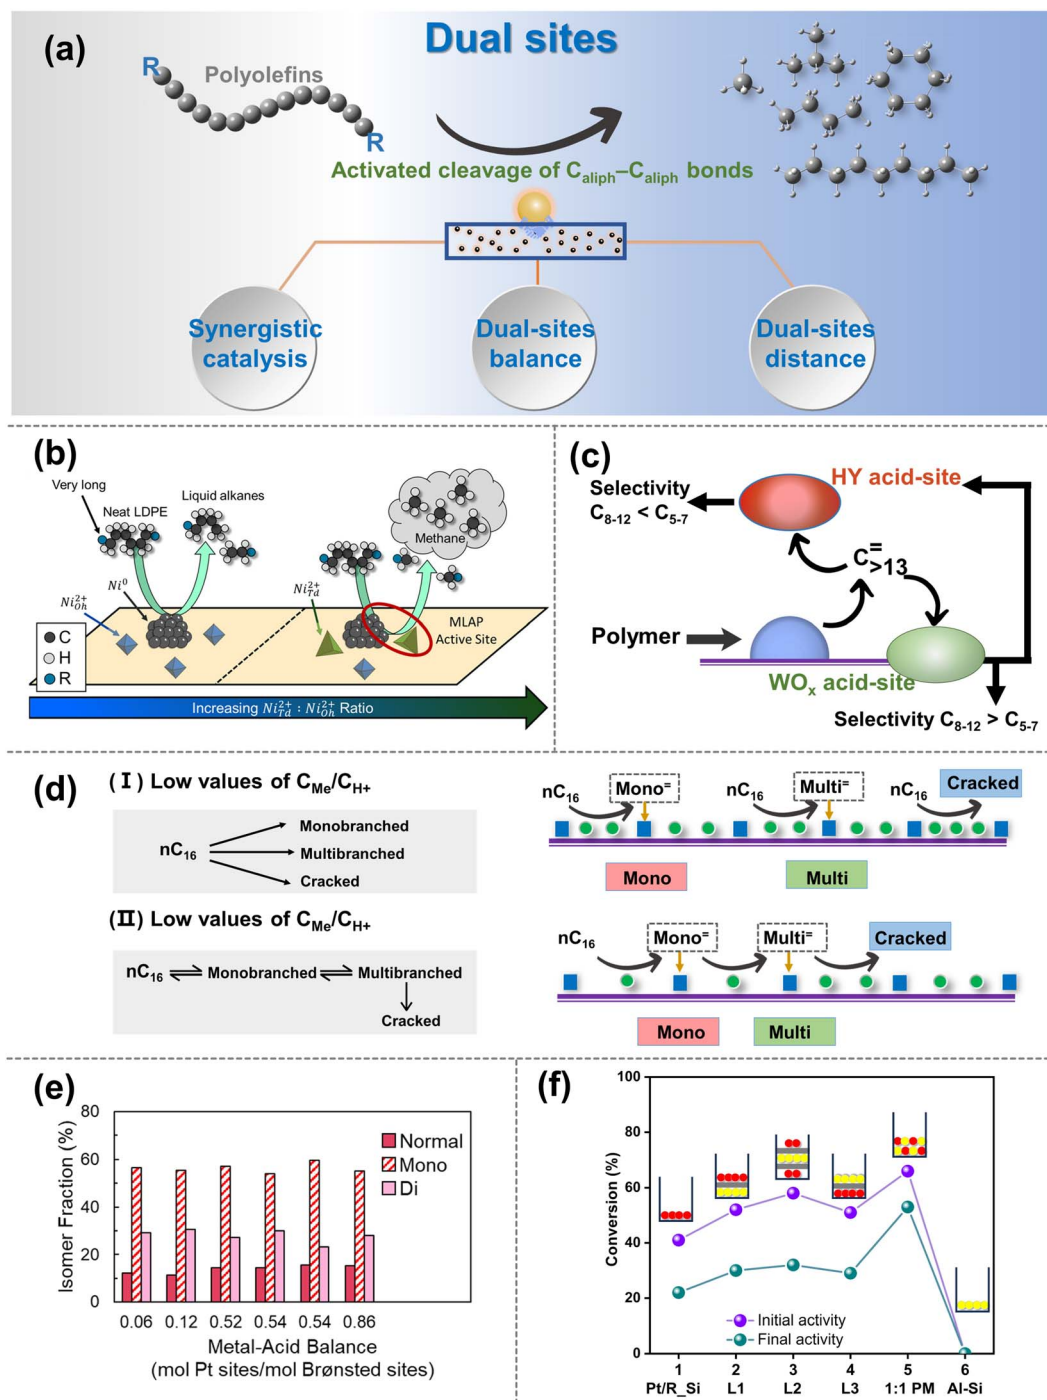 (a)
Dual sites
R
Polyolefins
R
Activated cleavage of Caliph–Caliph bonds
Synergistic
catalysis
Dual-sites
balance
Dual-sites
distance
(b)
Very long
Neat LDPE
Liquid alkanes
Methane
Ni⁰
Ni²⁺Oh
Ni²⁺Td
MLAP
Active Site
C
H
R
Increasing Ni²⁺Td : Ni²⁺Oh Ratio
(c)
HY acid-site
Selectivity
C8-12 < C5-7
C=>13
Polymer
WOx acid-site
Selectivity C8-12 > C5-7
(d)
(I) Low values of CMe/CH+
nC16
Monobranched
Multibranched
Cracked
nC16
Mono=
nC16
Multi=
nC16
Cracked
Mono
Multi
(II) Low values of CMe/CH+
nC16
Monobranched
Multibranched
Cracked
nC16
Mono=
Multi=
Cracked
Mono
Multi
(e)
Isomer Fraction (%)
80
60
40
20
0
Normal
Mono
Di
0.06 0.12 0.52 0.54 0.54 0.86
Metal-Acid Balance
(mol Pt sites/mol Brønsted sites)
(f)
Conversion (%)
100
80
60
40
20
0
Initial activity
Final activity
1 2 3 4 5 6
Pt/R_Si L1 L2 L3 1:1 PM Al-Si